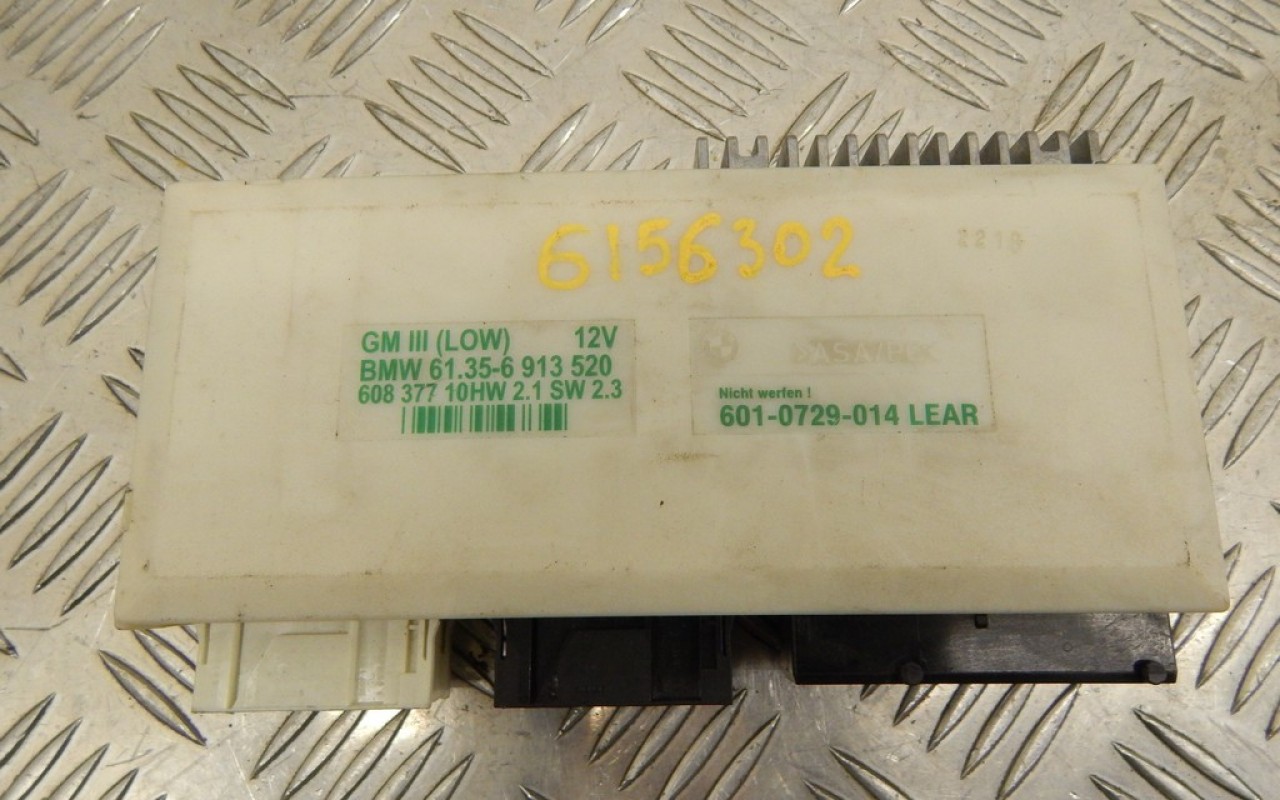 6156302
GM III (LOW) 12V
BMW 61.35-6 913 520
608 377 10HW 2.1 SW 2.3
Nicht werfen !
601-0729-014 LEAR